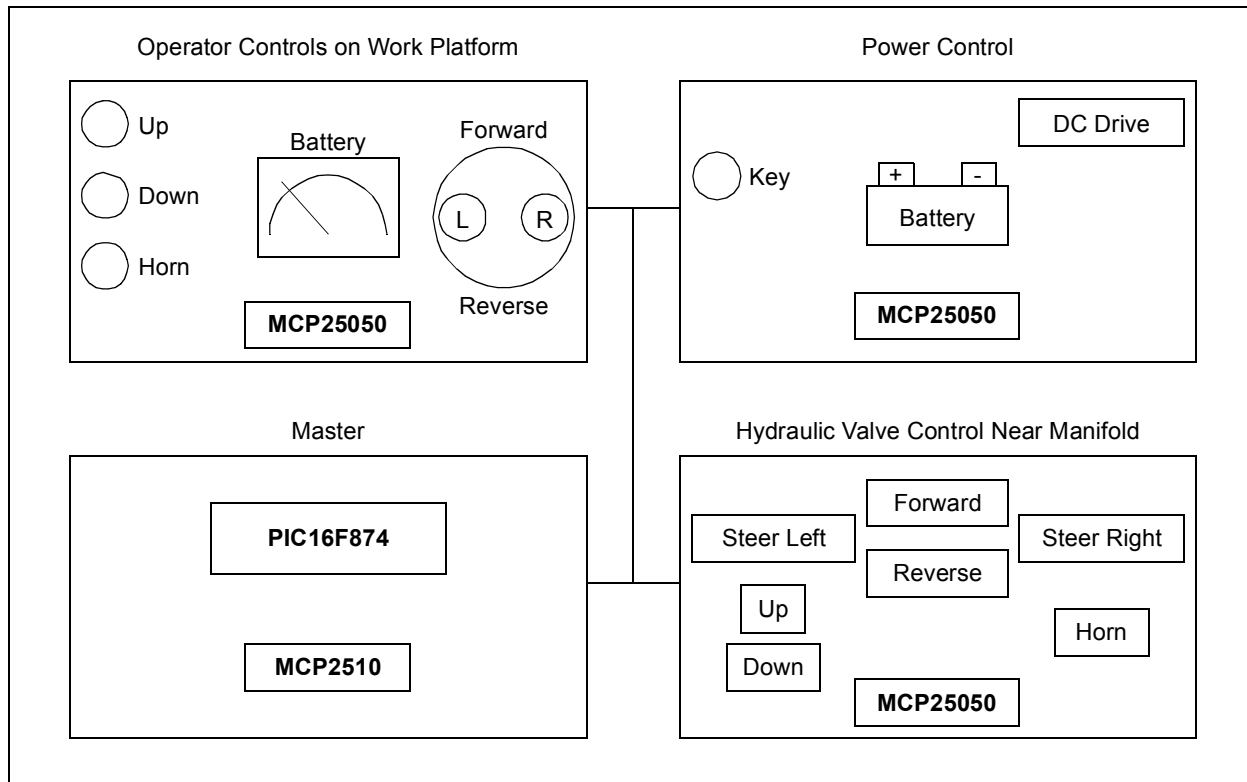 Operator Controls on Work Platform
Up
Down
Horn
Battery
Forward
L
R
Reverse
MCP25050
Power Control
DC Drive
Key
+
-
Battery
MCP25050
Master
PIC16F874
MCP2510
Hydraulic Valve Control Near Manifold
Forward
Steer Left
Steer Right
Reverse
Up
Down
Horn
MCP25050